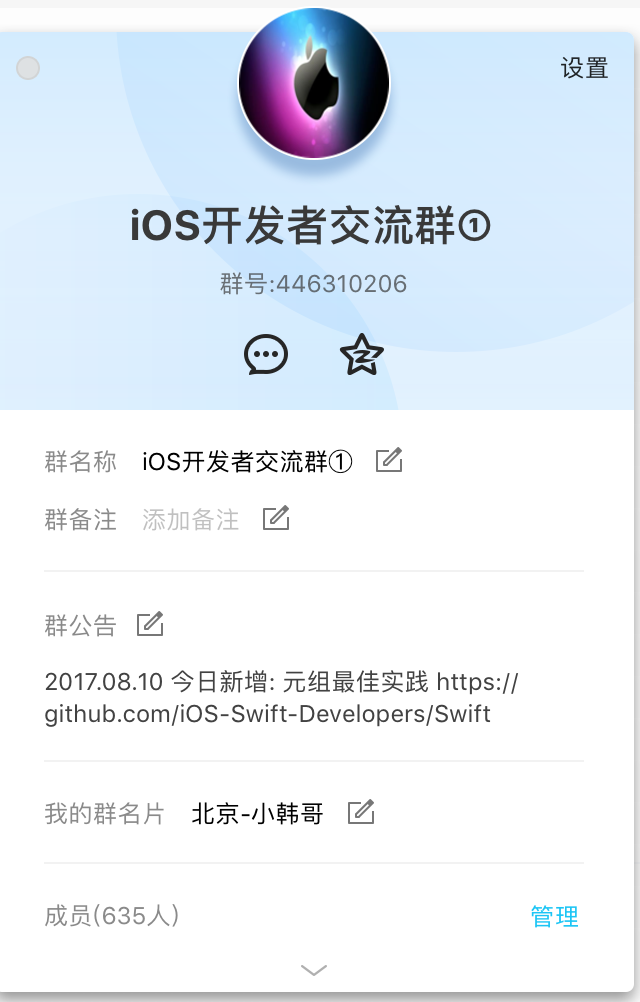 设置
iOS开发者交流群①
群号:446310206
群名称 iOS开发者交流群①
群备注 添加备注
群公告
2017.08.10 今日新增: 元组最佳实践 https://
github.com/iOS-Swift-Developers/Swift
我的群名片 北京-小韩哥
成员(635人) 管理